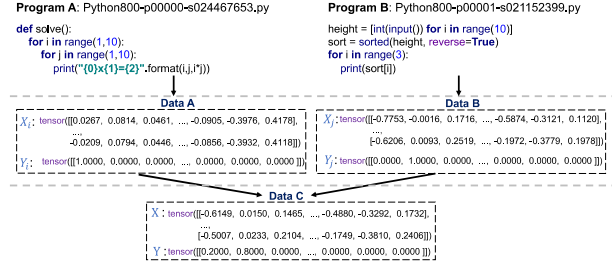 Program A: Python800-p00000-s024467653.py
def solve():
for i in range(1,10):
for j in range(1,10):
print("{0}x{1}={2}".format(i,j,i*j))
Program B: Python800-p00001-s021152399.py
height = [int(input()) for i in range(10)]
sort = sorted(height, reverse=True)
for i in range(3):
print(sort[i])
Data A
X_i: tensor([[0.0267, 0.0814, 0.0461, ..., -0.0905, -0.3976, 0.4178],
....,
-0.0209, 0.0794, 0.0446, ..., -0.0856, -0.3932, 0.4118]])
Y_i: tensor([[1.0000, 0.0000, 0.0000, ..., 0.0000, 0.0000, 0.0000 ]])
Data B
X_j: tensor([[-0.7753, -0.0016, 0.1716, ..., -0.5874, -0.3121, 0.1120],
....,
[-0.6206, 0.0093, 0.2519, ..., -0.1972, -0.3779, 0.1978]])
Y_j: tensor([[0.0000, 1.0000, 0.0000, ..., 0.0000, 0.0000, 0.0000 ]])
Data C
X : tensor([[-0.6149, 0.0150, 0.1465, ..., -0.4880, -0.3292, 0.1732],
....,
[-0.5007, 0.0233, 0.2104, ..., -0.1749, -0.3810, 0.2406]])
Y : tensor([[0.2000, 0.8000, 0.0000, ..., 0.0000, 0.0000, 0.0000 ]])